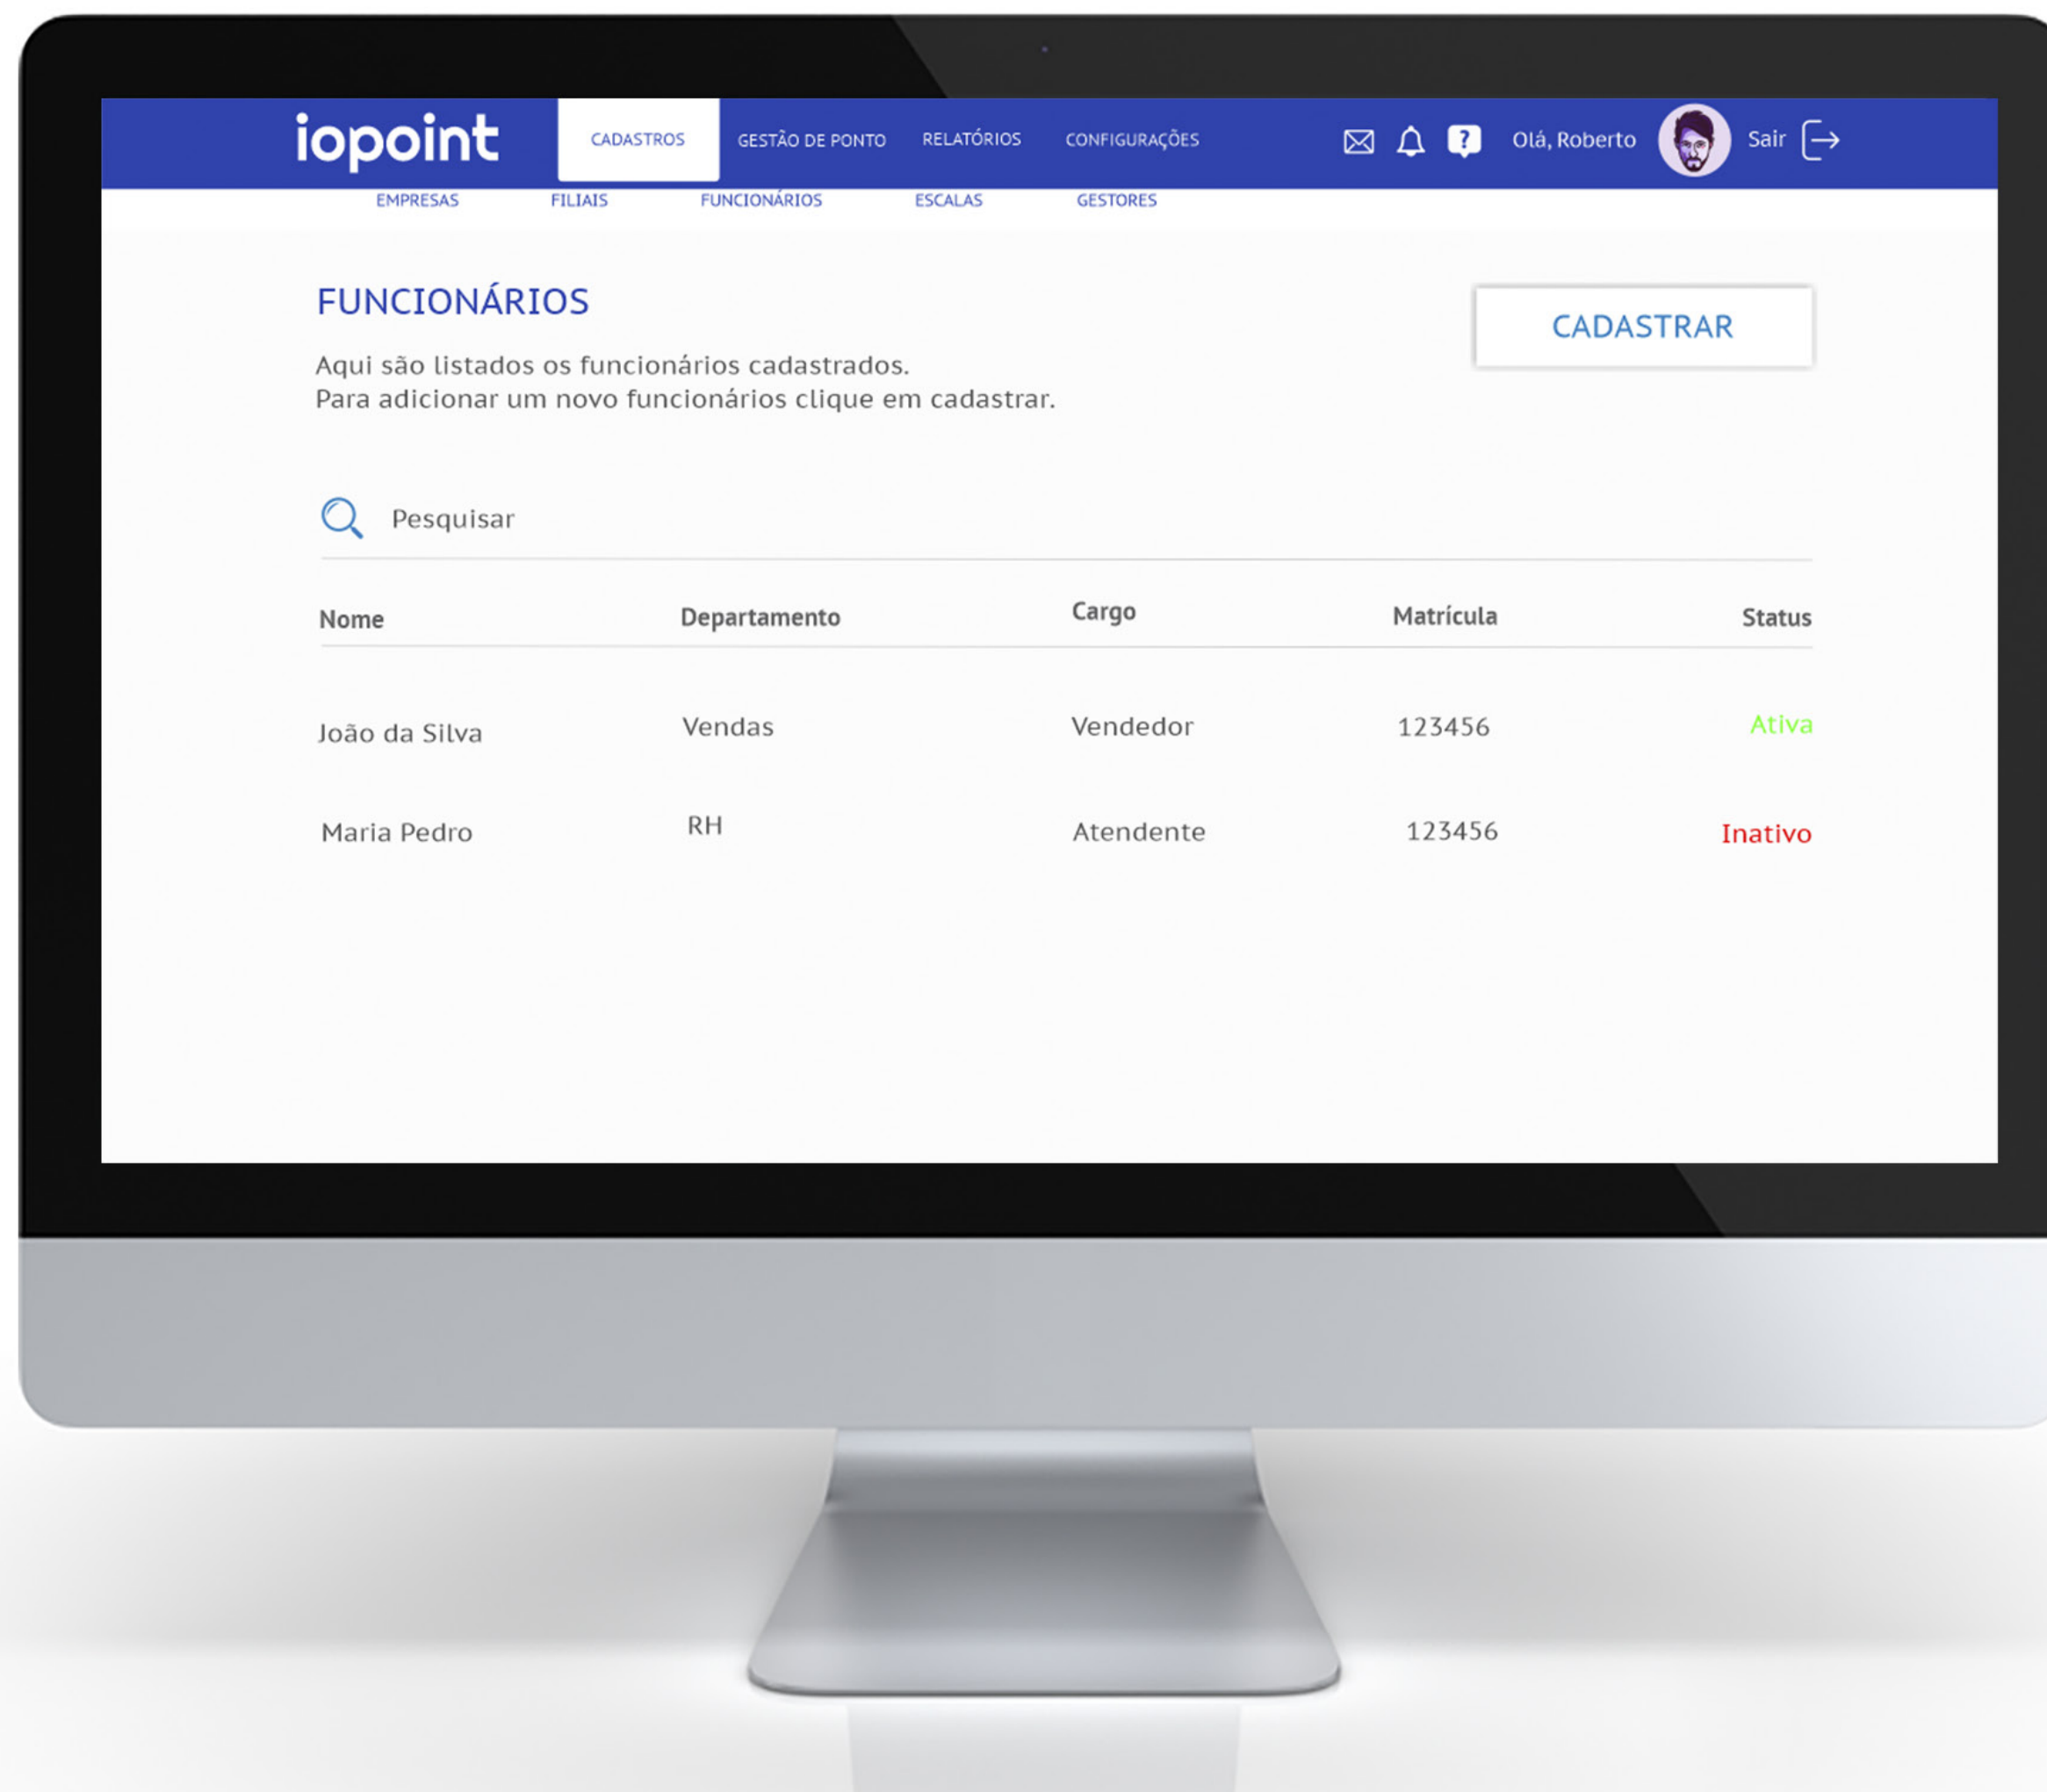 iopoint CADASTROS GESTÃO DE PONTO RELATÓRIOS CONFIGURAÇÕES ? Olá, Roberto Sair
EMPRESAS FILIAIS FUNCIONÁRIOS ESCALAS GESTORES
FUNCIONÁRIOS
CADASTRAR
Aqui são listados os funcionários cadastrados.
Para adicionar um novo funcionários clique em cadastrar.
Pesquisar
Nome Departamento Cargo Matrícula Status
João da Silva Vendas Vendedor 123456 Ativa
Maria Pedro RH Atendente 123456 Inativo